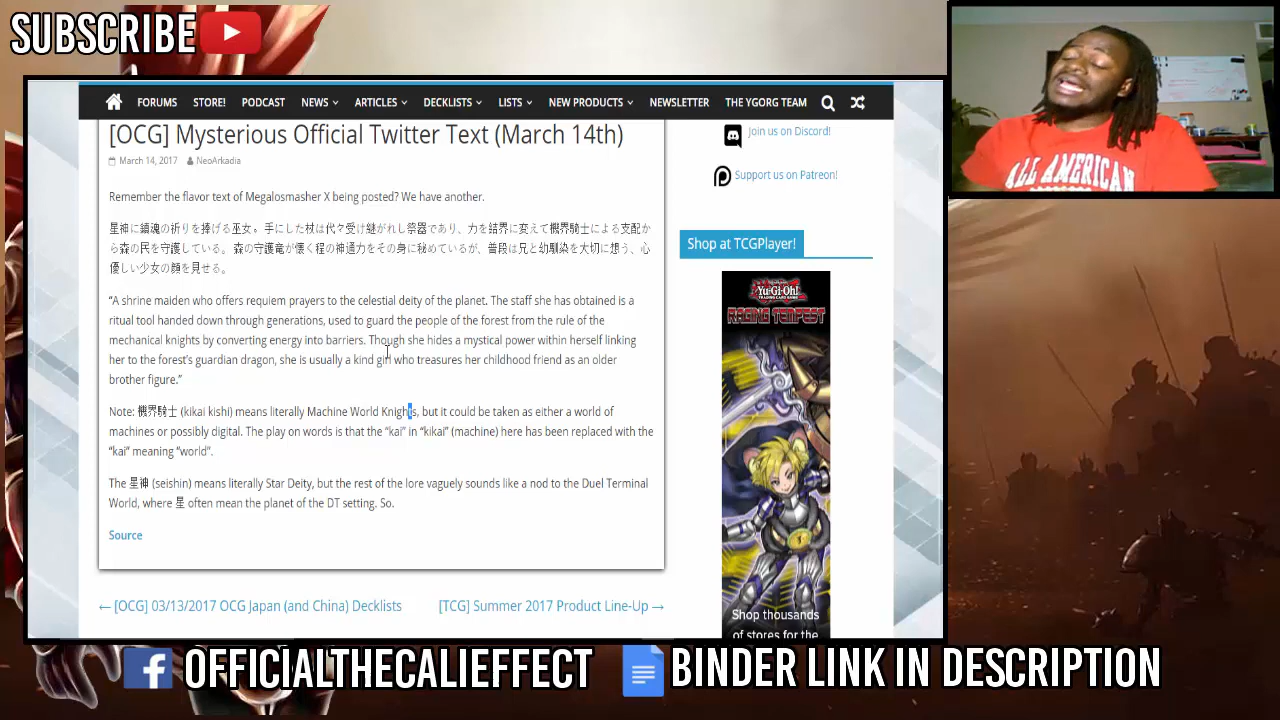 SUBSCRIBE
FORUMS STORE! PODCAST NEWS ARTICLES DECKLISTS LISTS NEW PRODUCTS NEWSLETTER THE YGORG TEAM
[OCG] Mysterious Official Twitter Text (March 14th)
March 14, 2017 NeoArkadia
Remember the flavor text of Megalosmasher X being posted? We have another.
星神に鎮魂の祈りを捧げる巫女。手にした杖は代々受け継がれし祭器であり、力を結界に変えて機界騎士による支配か
ら森の民を守護している。 森の守護竜が懐く程の神通力をその身に秘めているが、普段は兄と幼馴染を大切に想う、心
優しい少女の顔を見せる。
“A shrine maiden who offers requiem prayers to the celestial deity of the planet. The staff she has obtained is a
ritual tool handed down through generations, used to guard the people of the forest from the rule of the
mechanical knights by converting energy into barriers. Though she hides a mystical power within herself linking
her to the forest’s guardian dragon, she is usually a kind girl who treasures her childhood friend as an older
brother figure.”
Note: 機界騎士 (kikai kishi) means literally Machine World Knights, but it could be taken as either a world of
machines or possibly digital. The play on words is that the “kai” in “kikai” (machine) here has been replaced with the
“kai” meaning “world”.
The 星神 (seishin) means literally Star Deity, but the rest of the lore vaguely sounds like a nod to the Duel Terminal
World, where 星 often mean the planet of the DT setting. So.
Source
← [OCG] 03/13/2017 OCG Japan (and China) Decklists
[TCG] Summer 2017 Product Line-Up →
Join us on Discord!
Support us on Patreon!
Shop at TCGPlayer!
Yu-Gi-Oh!
RAGING TEMPEST
Shop thousands
of stores for the
ALL AMERICAN
OFFICIALTHECALIEFFECT
BINDER LINK IN DESCRIPTION